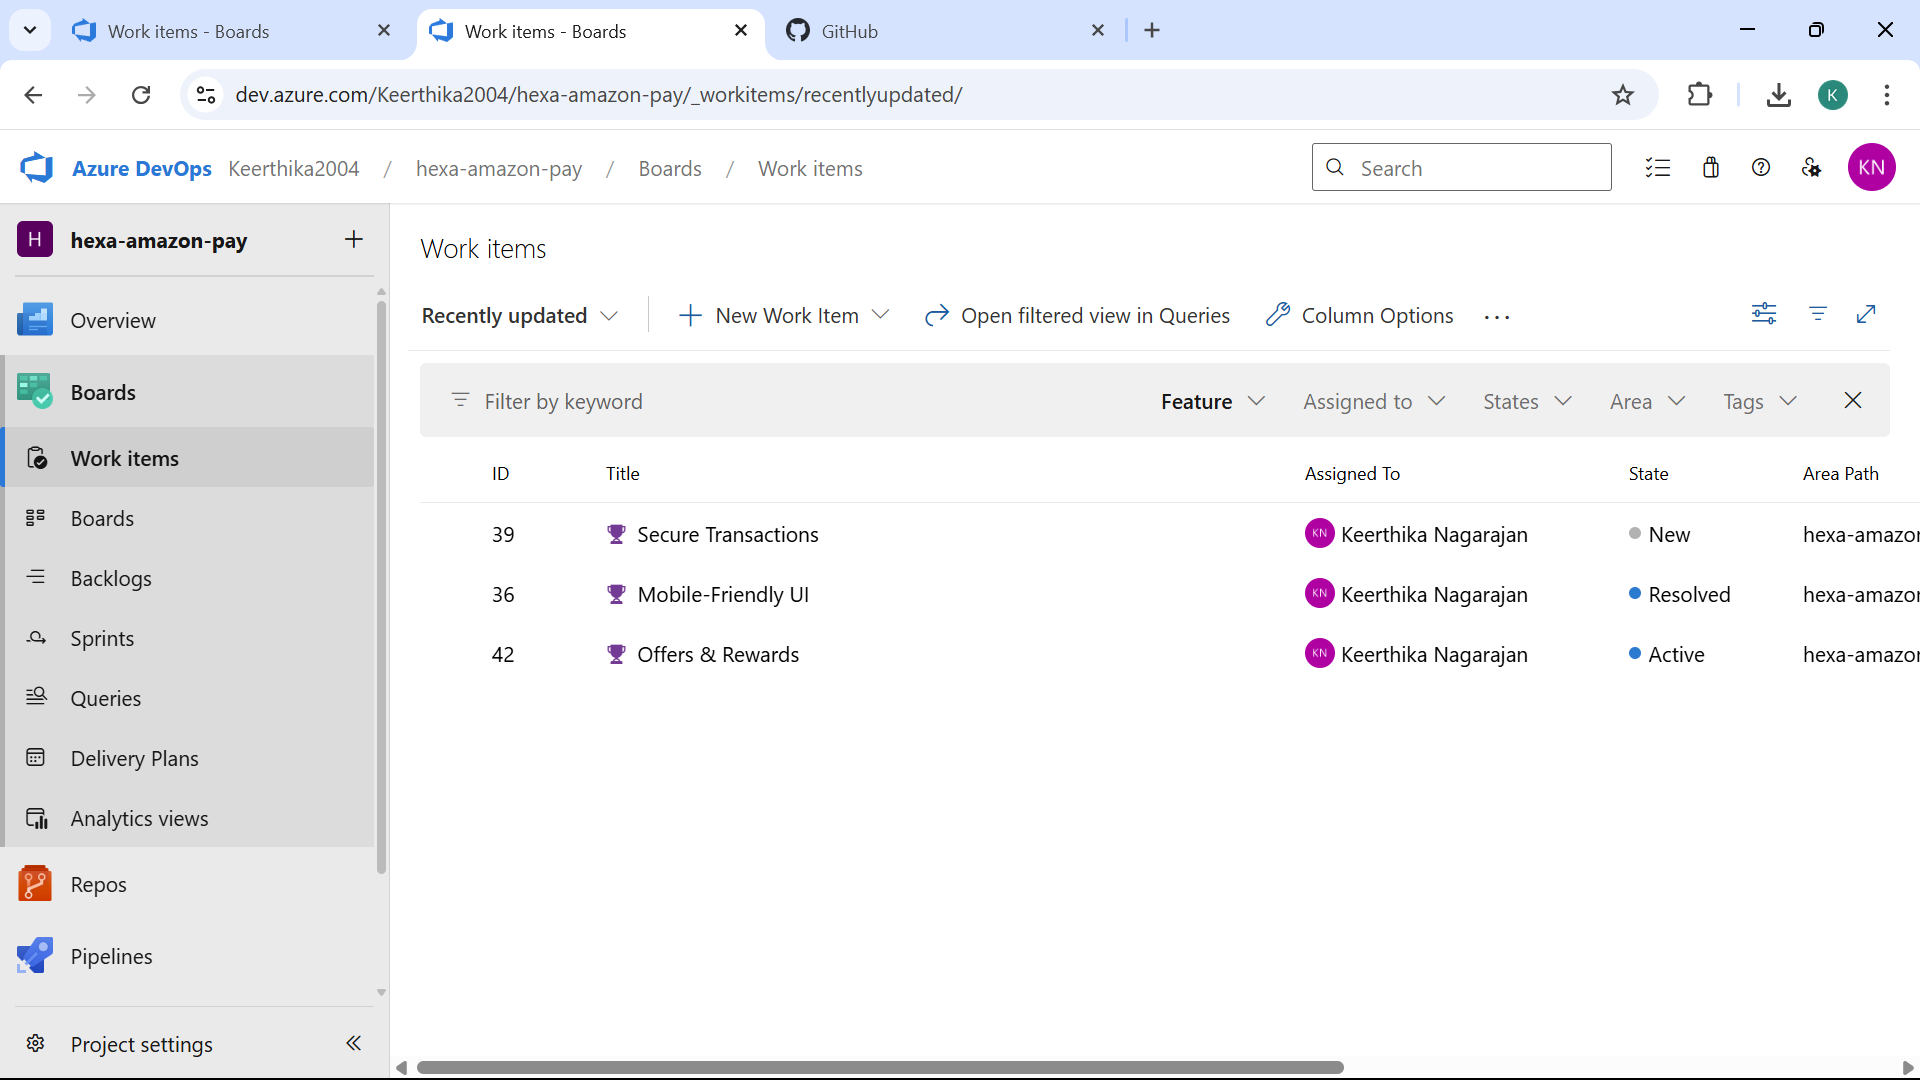 Work items - Boards
Work items - Boards
GitHub
dev.azure.com/Keerthika2004/hexa-amazon-pay/_workitems/recentlyupdated/
K
Azure DevOps Keerthika2004 / hexa-amazon-pay / Boards / Work items
Search
KN
H hexa-amazon-pay
Overview
Boards
Work items
Boards
Backlogs
Sprints
Queries
Delivery Plans
Analytics views
Repos
Pipelines
Project settings
Work items
Recently updated New Work Item Open filtered view in Queries Column Options ...
Filter by keyword Feature Assigned to States Area Tags
ID Title Assigned To State Area Path
39 Secure Transactions KN Keerthika Nagarajan New hexa-amazon
36 Mobile-Friendly UI KN Keerthika Nagarajan Resolved hexa-amazon
42 Offers & Rewards KN Keerthika Nagarajan Active hexa-amazon